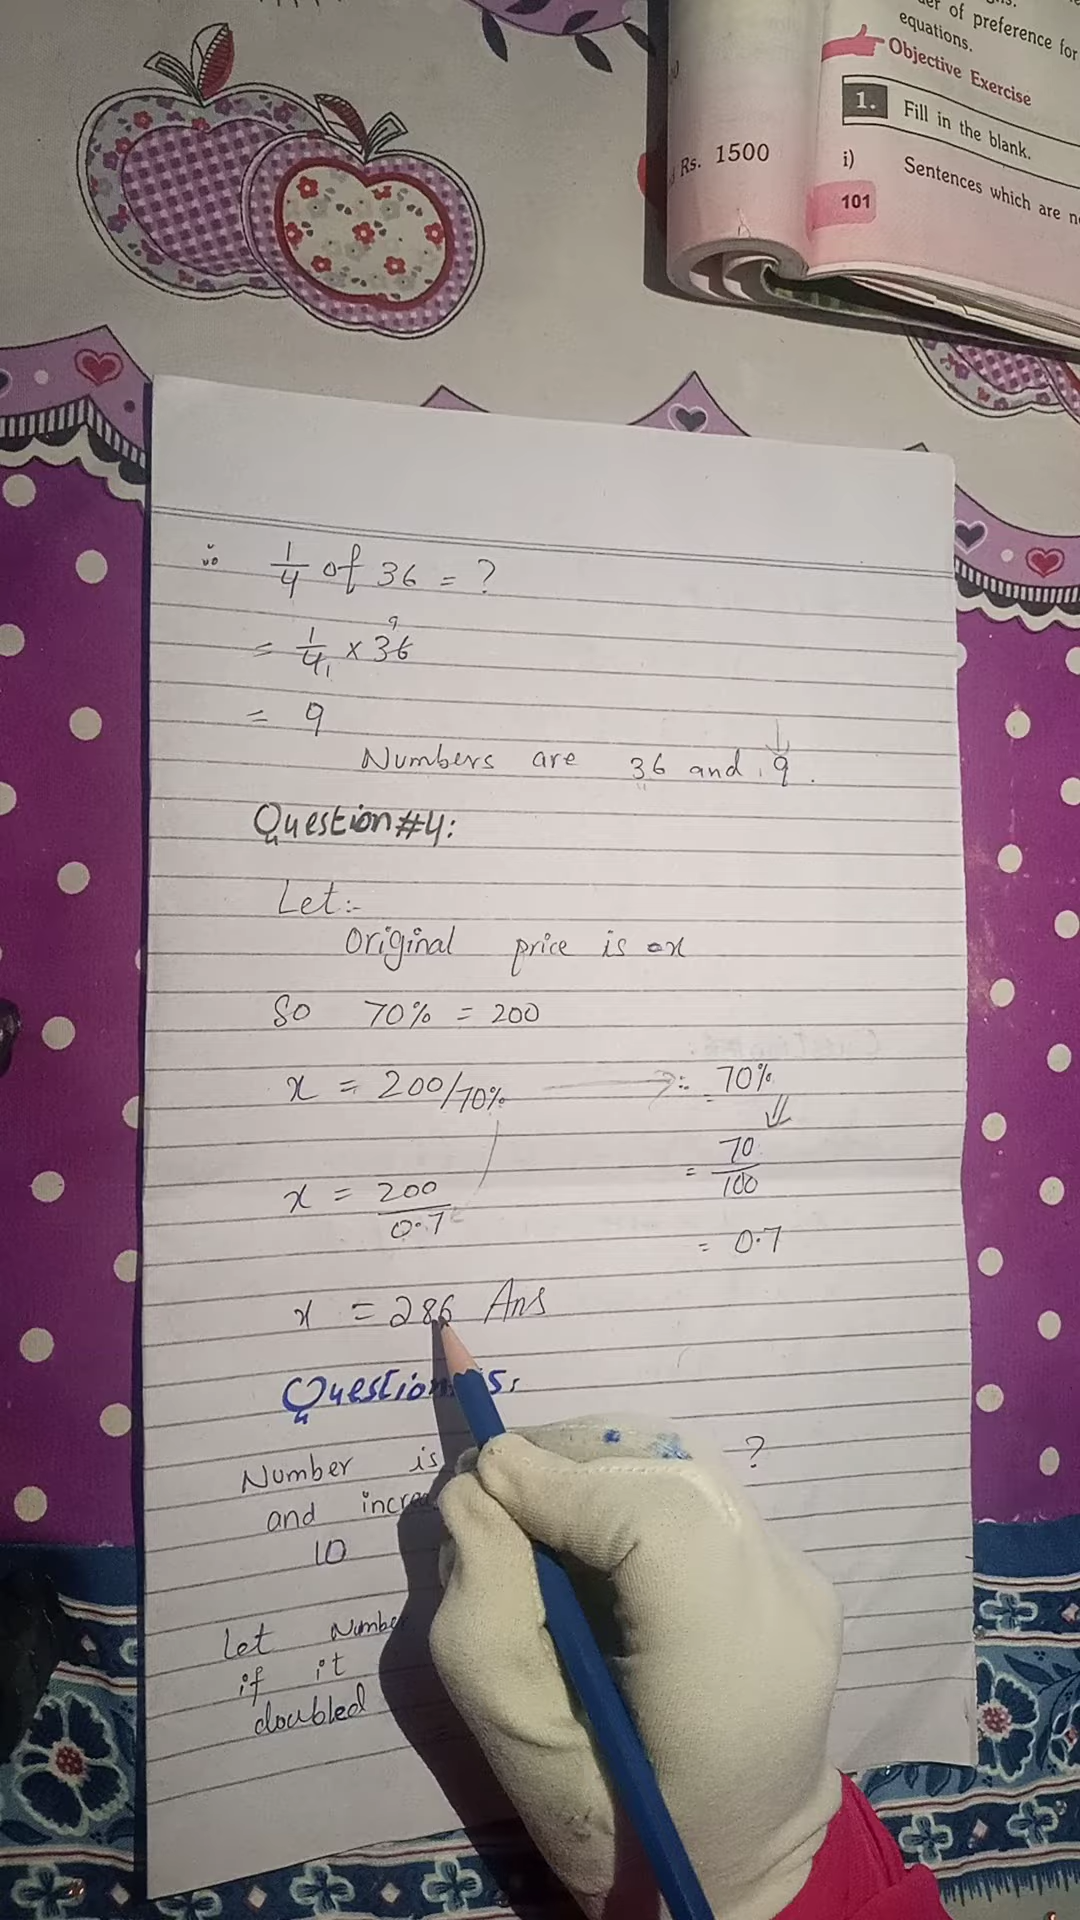 of preference for
equations.
Objective Exercise
1. Fill in the blank.
Rs. 1500
i) Sentences which are
101
1/4 of 36 = ?
= 1/4 1 × 36 9
= 9
Numbers are 36 and 9.
Question#4:
Let:-
Original price is x
So 70% = 200
x = 200/70% → :- 70%
= 70/100
x = 200/0.7
= 0.7
x = 286 Ans
Question 5:
Number is ?
and
10
Let
if it
doubled